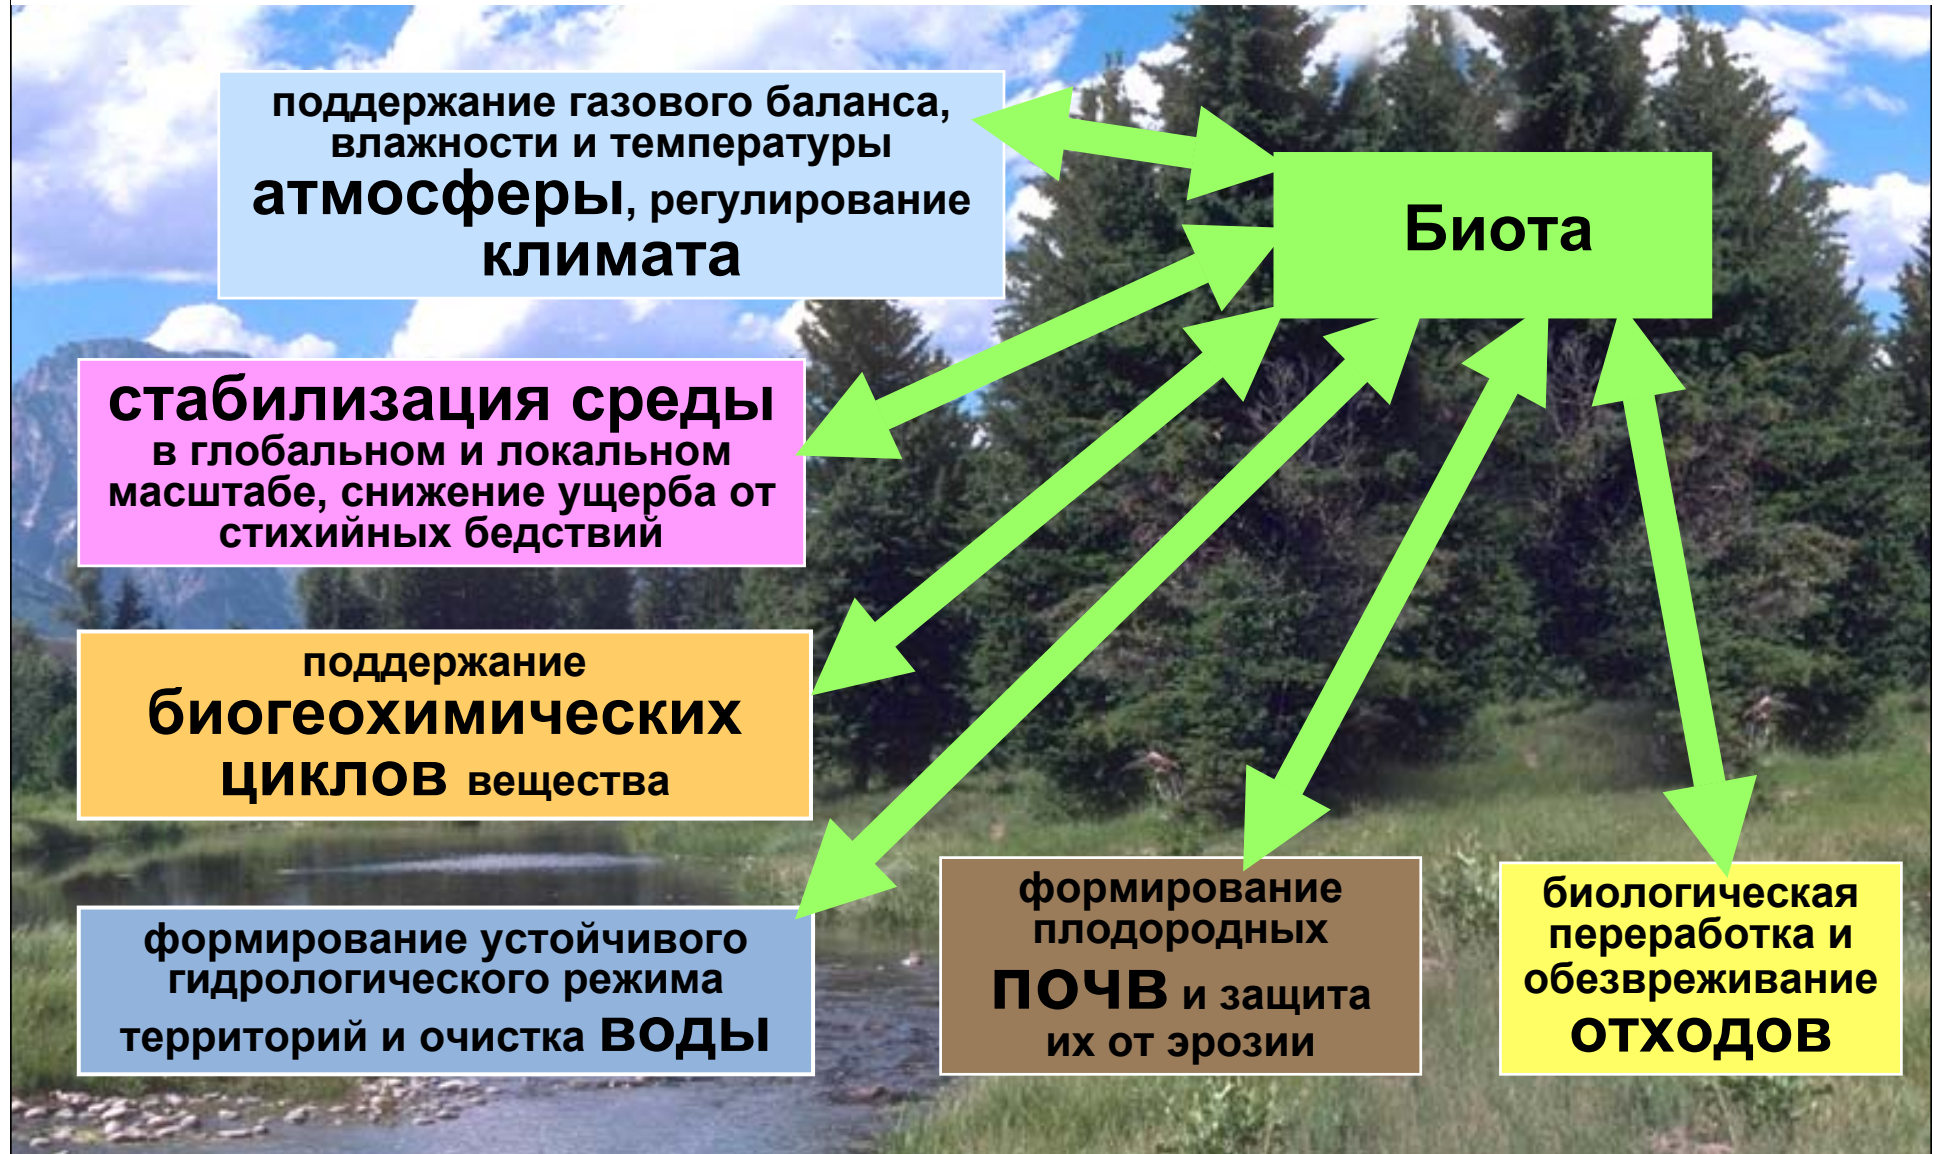 поддержание газового баланса,
влажности и температуры
атмосферы, регулирование
климата
Биота
стабилизация среды
в глобальном и локальном
масштабе, снижение ущерба от
стихийных бедствий
поддержание
биогеохимических
циклов вещества
формирование устойчивого
гидрологического режима
территорий и очистка воды
формирование
плодородных
почв и защита
их от эрозии
биологическая
переработка и
обезвреживание
отходов